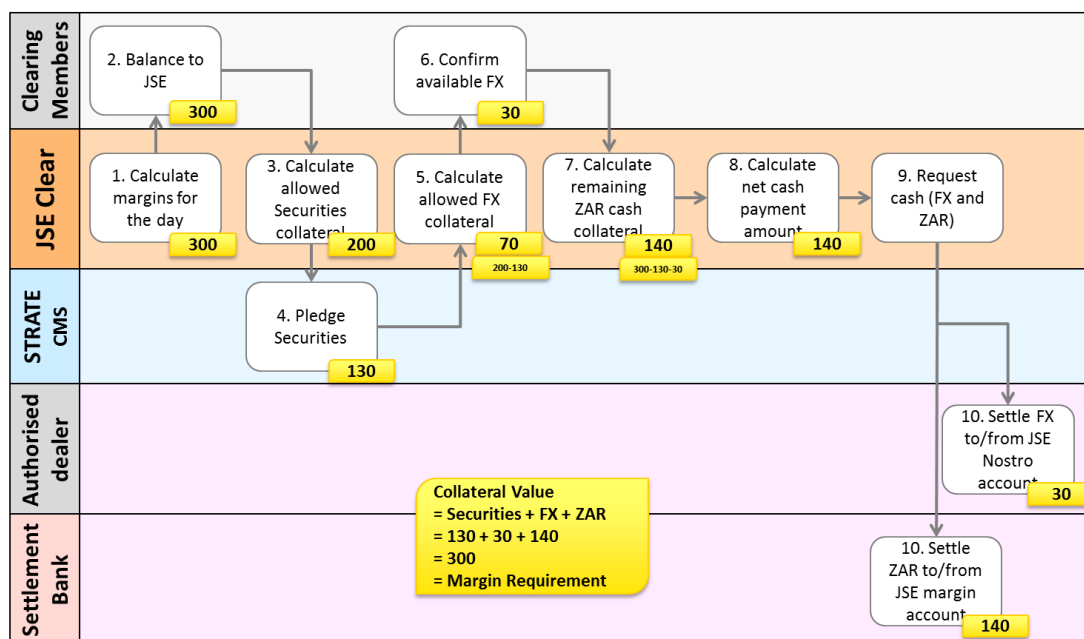 Clearing
Members
2. Balance to
JSE
300
6. Confirm
available FX
30
JSE Clear
1. Calculate
margins for
the day
300
3. Calculate
allowed
Securities
collateral
200
5. Calculate
allowed FX
collateral
70
200-130
7. Calculate
remaining
ZAR cash
collateral
140
300-130-30
8. Calculate
net cash
payment
amount
140
9. Request
cash (FX and
ZAR)
STRATE
CMS
4. Pledge
Securities
130
Authorised
dealer
10. Settle FX
to/from JSE
Nostro
account
30
Settlement
Bank
Collateral Value
= Securities + FX + ZAR
= 130 + 30 + 140
= 300
= Margin Requirement
10. Settle
ZAR to/from
JSE margin
account
140